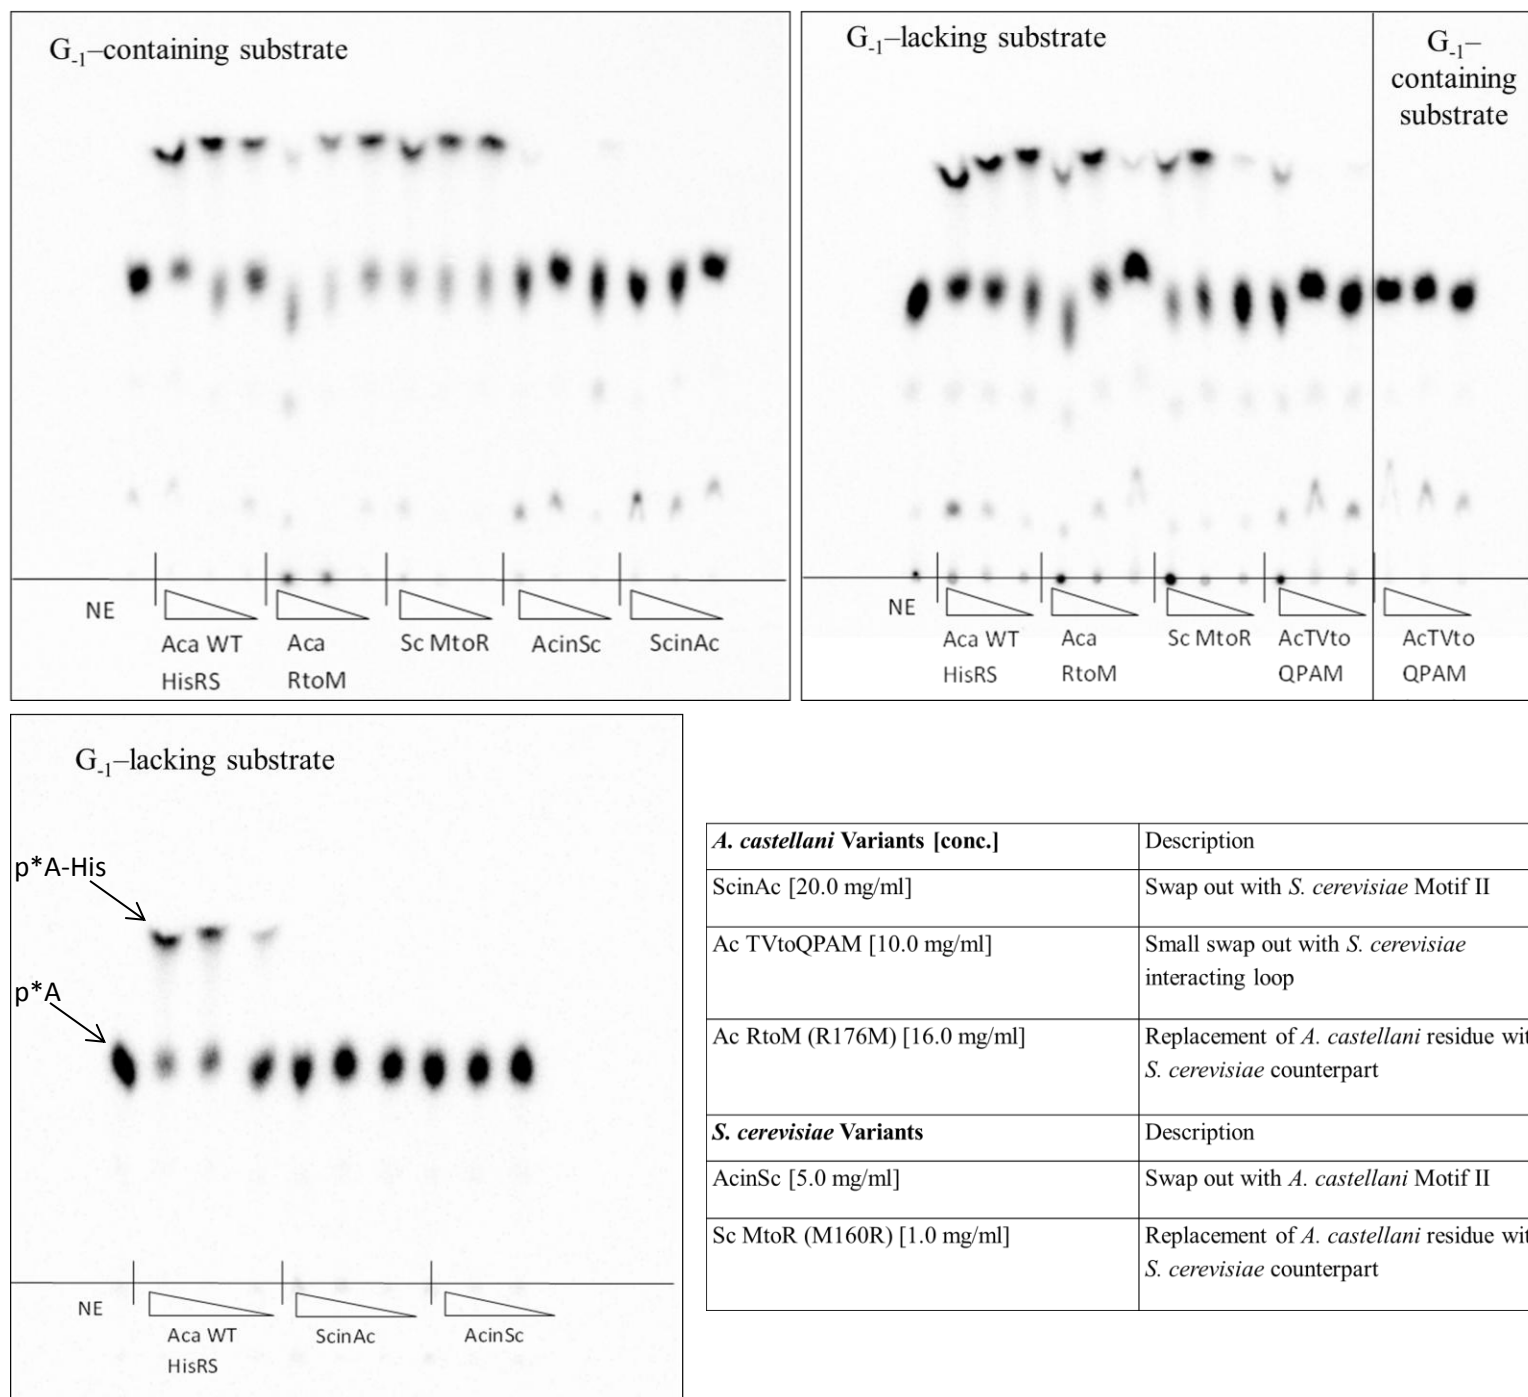 G-1–containing substrate
NE
Aca WT
HisRS
Aca
RtoM
Sc MtoR
AcinSc
ScinAc
G-1–lacking substrate
G-1–
containing
substrate
NE
Aca WT
HisRS
Aca
RtoM
Sc MtoR
AcTVto
QPAM
AcTVto
QPAM
G-1–lacking substrate
p*A-His
p*A
NE
Aca WT
HisRS
ScinAc
AcinSc
A. castellani Variants [conc.] Description
ScinAc [20.0 mg/ml] Swap out with S. cerevisiae Motif II
Ac TVtoQPAM [10.0 mg/ml] Small swap out with S. cerevisiae
interacting loop
Ac RtoM (R176M) [16.0 mg/ml] Replacement of A. castellani residue wit
S. cerevisiae counterpart
S. cerevisiae Variants Description
AcinSc [5.0 mg/ml] Swap out with A. castellani Motif II
Sc MtoR (M160R) [1.0 mg/ml] Replacement of A. castellani residue wit
S. cerevisiae counterpart